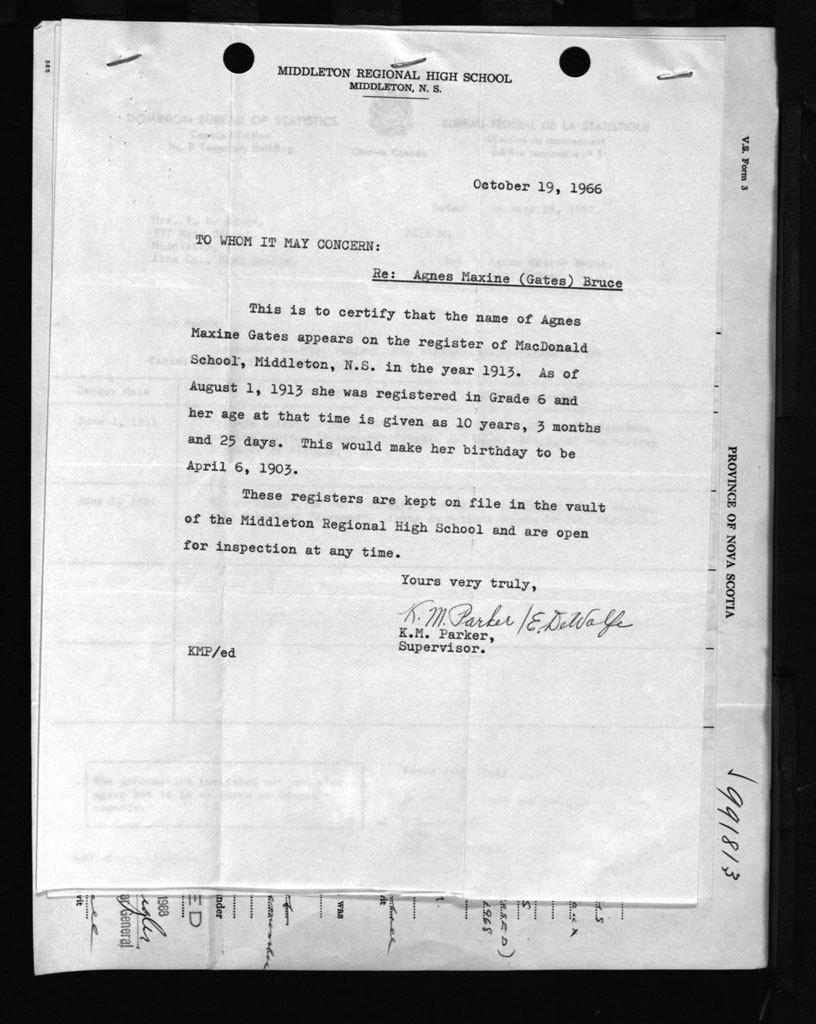 MIDDLETON REGIONAL HIGH SCHOOL
MIDDLETON, N. S.
DOMINION BUREAU OF STATISTICS
BUREAU FÉDÉRAL DE LA STATISTIQUE
October 19, 1966
TO WHOM IT MAY CONCERN:
Re: Agnes Maxine (Gates) Bruce
This is to certify that the name of Agnes
Maxine Gates appears on the register of MacDonald
School, Middleton, N.S. in the year 1913. As of
August 1, 1913 she was registered in Grade 6 and
her age at that time is given as 10 years, 3 months
and 25 days. This would make her birthday to be
April 6, 1903.
These registers are kept on file in the vault
of the Middleton Regional High School and are open
for inspection at any time.
Yours very truly,
K. M. Parker / E. DeWolfe
K.M. Parker,
Supervisor.
KMP/ed
V.S. Form 3
PROVINCE OF NOVA SCOTIA
991813
1968
General
under
was
1968